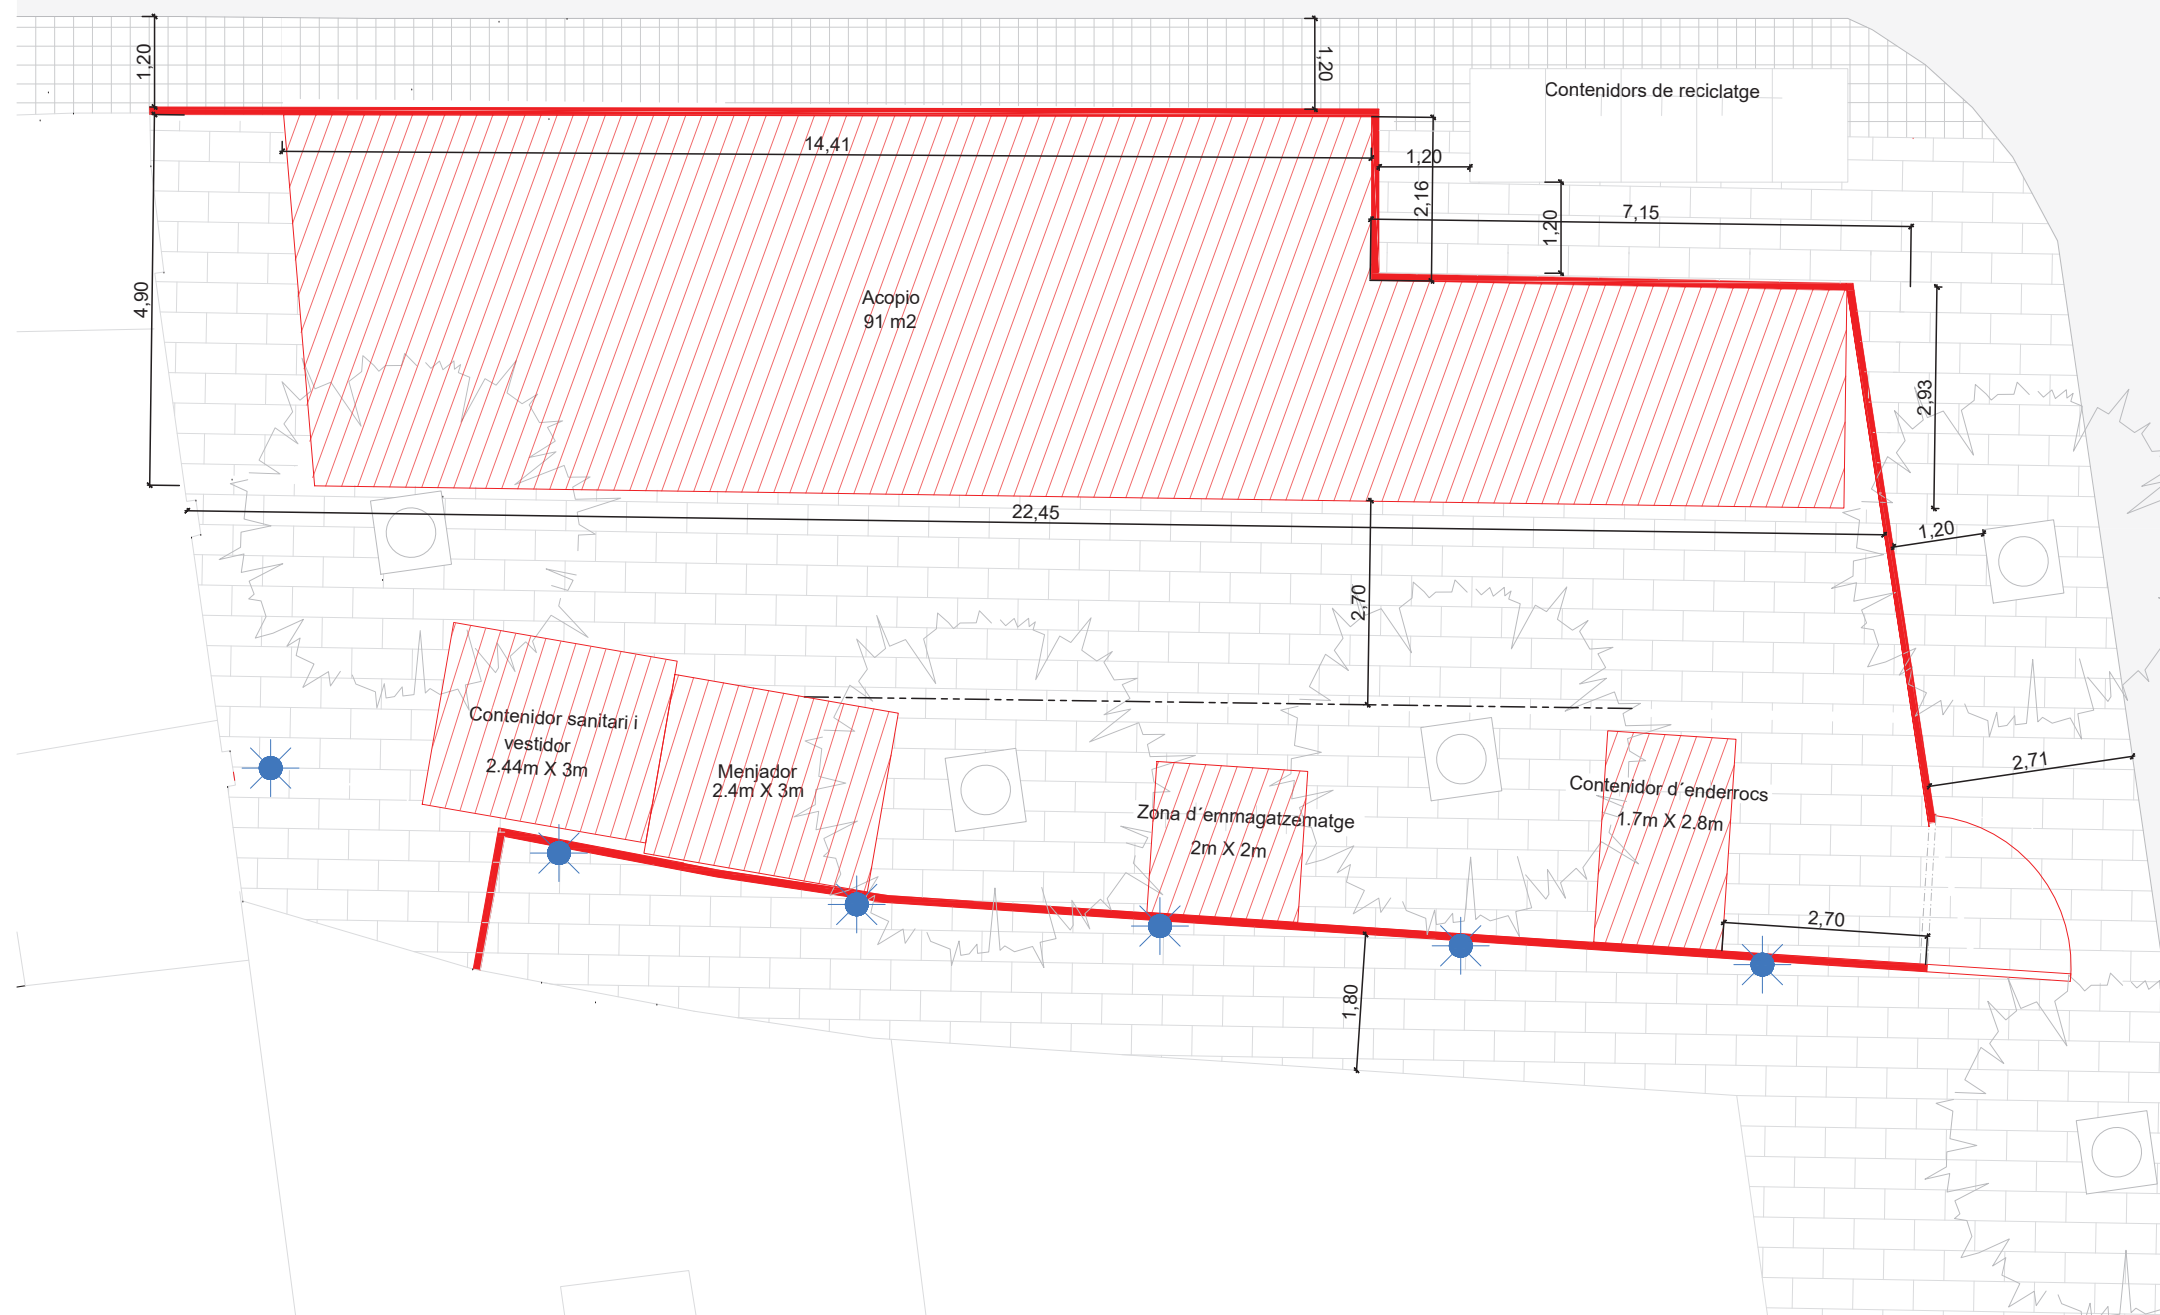 1,20
1,20
Contenidors de reciclatge
14,41
1,20
2,16
1,20
7,15
4,90
Acopio
91 m2
2,93
22,45
1,20
2,70
Contenidor sanitari i
vestidor
2.44m X 3m
Menjador
2.4m X 3m
Zona d´emmagatzematge
2m X 2m
Contenidor d´enderrocs
1.7m X 2.8m
2,71
2,70
1,80